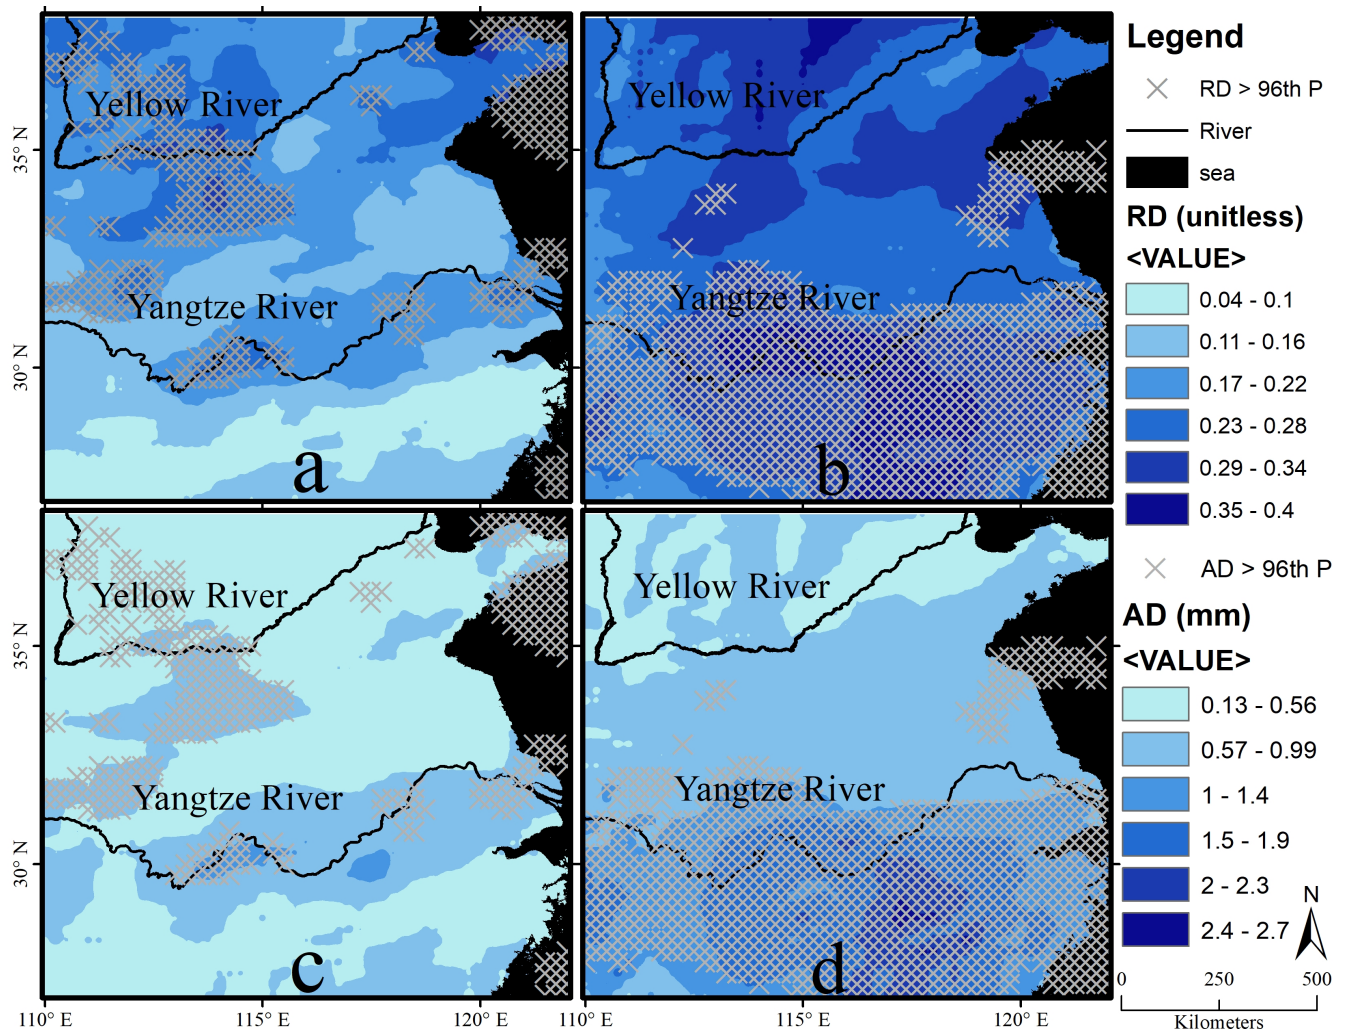 Yellow River
Yangtze River
a
Yellow River
Yangtze River
b
35° N
30° N
Yellow River
Yangtze River
c
Yellow River
Yangtze River
d
35° N
30° N
110° E
115° E
120° E
110° E
115° E
120° E
Legend
RD > 96th P
River
sea
RD (unitless)
<VALUE>
0.04 - 0.1
0.11 - 0.16
0.17 - 0.22
0.23 - 0.28
0.29 - 0.34
0.35 - 0.4
AD > 96th P
AD (mm)
<VALUE>
0.13 - 0.56
0.57 - 0.99
1 - 1.4
1.5 - 1.9
2 - 2.3
2.4 - 2.7
N
0 250 500
Kilometers